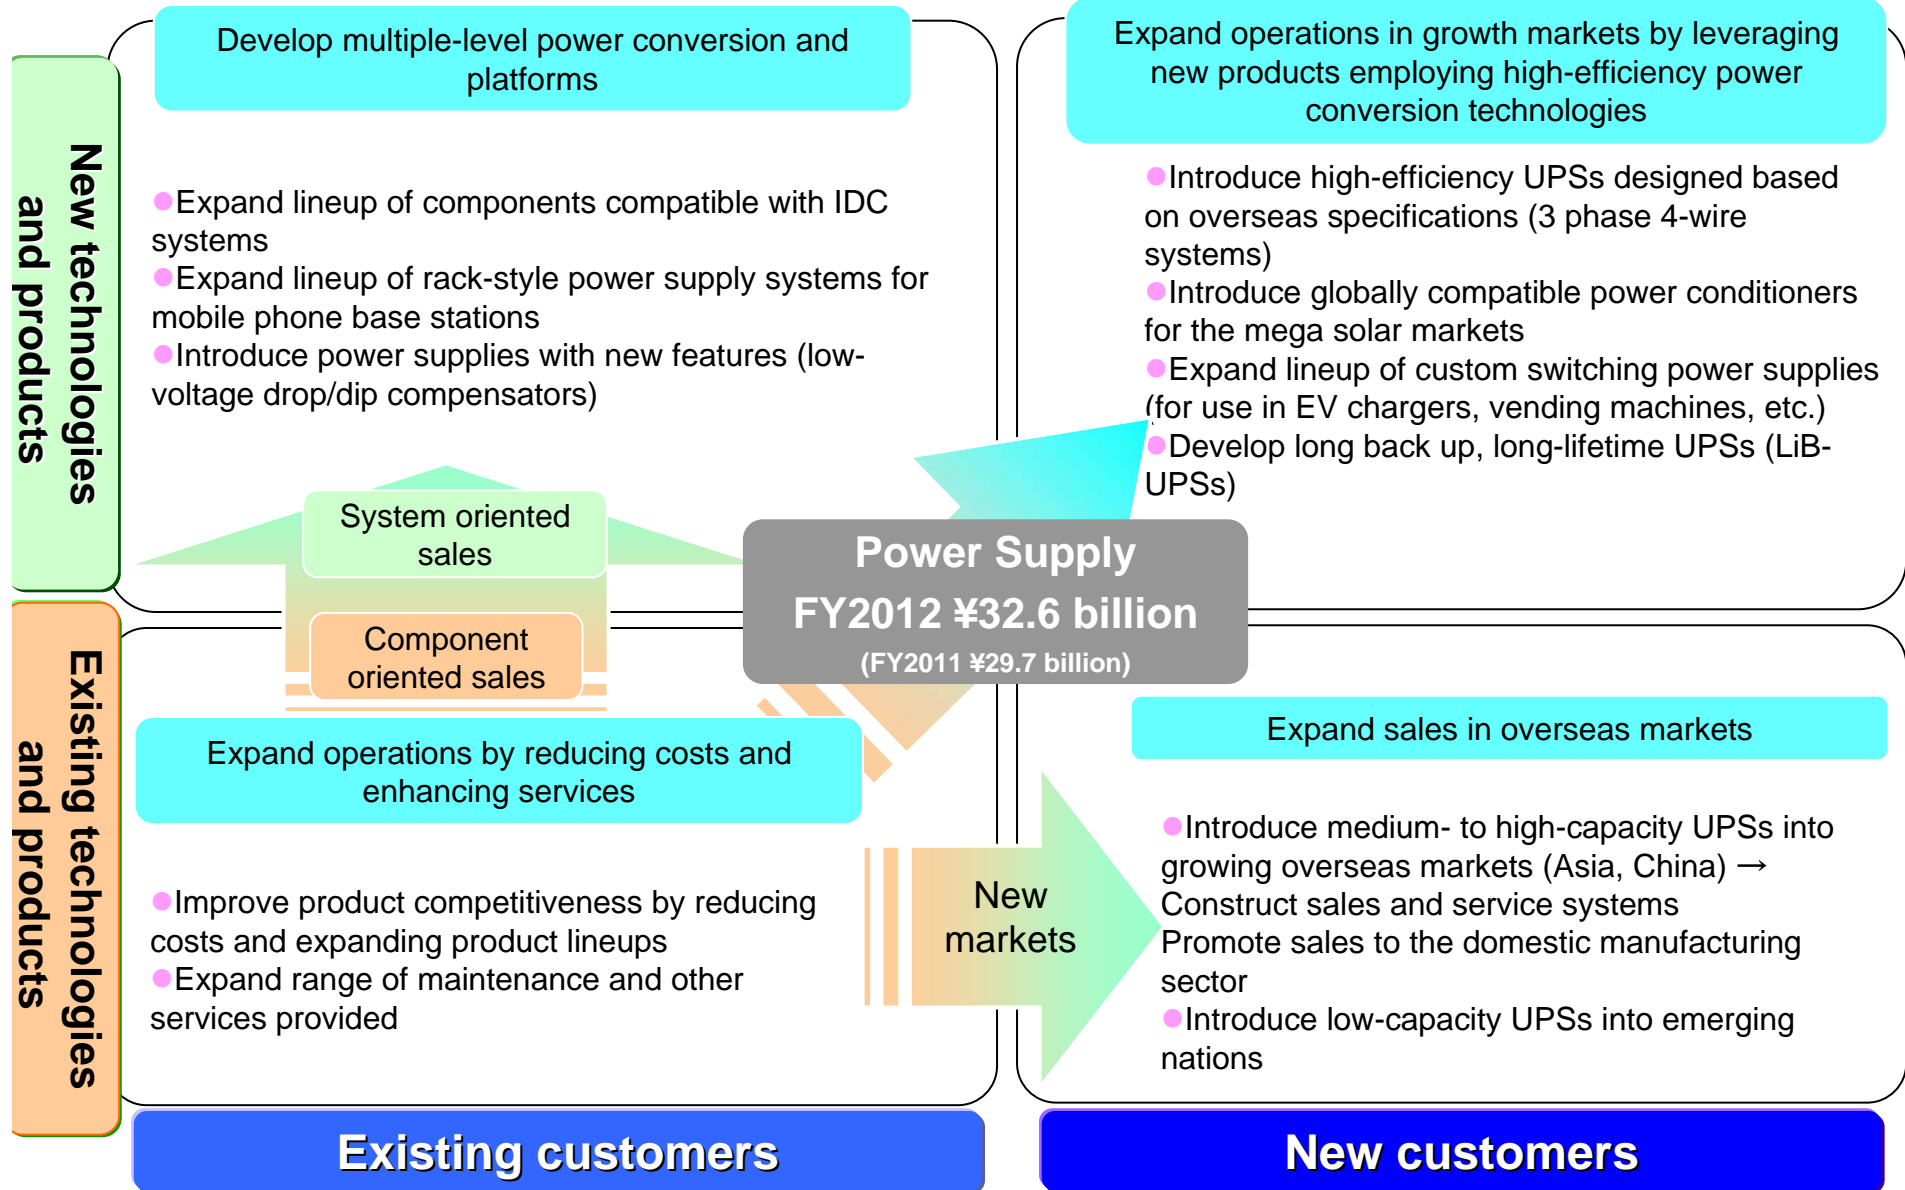 New technologies
and products
Develop multiple-level power conversion and
platforms
●Expand lineup of components compatible with IDC
systems
●Expand lineup of rack-style power supply systems for
mobile phone base stations
●Introduce power supplies with new features (low-
voltage drop/dip compensators)
Expand operations in growth markets by leveraging
new products employing high-efficiency power
conversion technologies
●Introduce high-efficiency UPSs designed based
on overseas specifications (3 phase 4-wire
systems)
●Introduce globally compatible power conditioners
for the mega solar markets
●Expand lineup of custom switching power supplies
(for use in EV chargers, vending machines, etc.)
●Develop long back up, long-lifetime UPSs (LiB-
UPSs)
System oriented
sales
Component
oriented sales
Power Supply
FY2012 ¥32.6 billion
(FY2011 ¥29.7 billion)
Existing technologies
and products
Expand operations by reducing costs and
enhancing services
●Improve product competitiveness by reducing
costs and expanding product lineups
●Expand range of maintenance and other
services provided
New
markets
Expand sales in overseas markets
●Introduce medium- to high-capacity UPSs into
growing overseas markets (Asia, China) →
Construct sales and service systems
Promote sales to the domestic manufacturing
sector
●Introduce low-capacity UPSs into emerging
nations
Existing customers
New customers